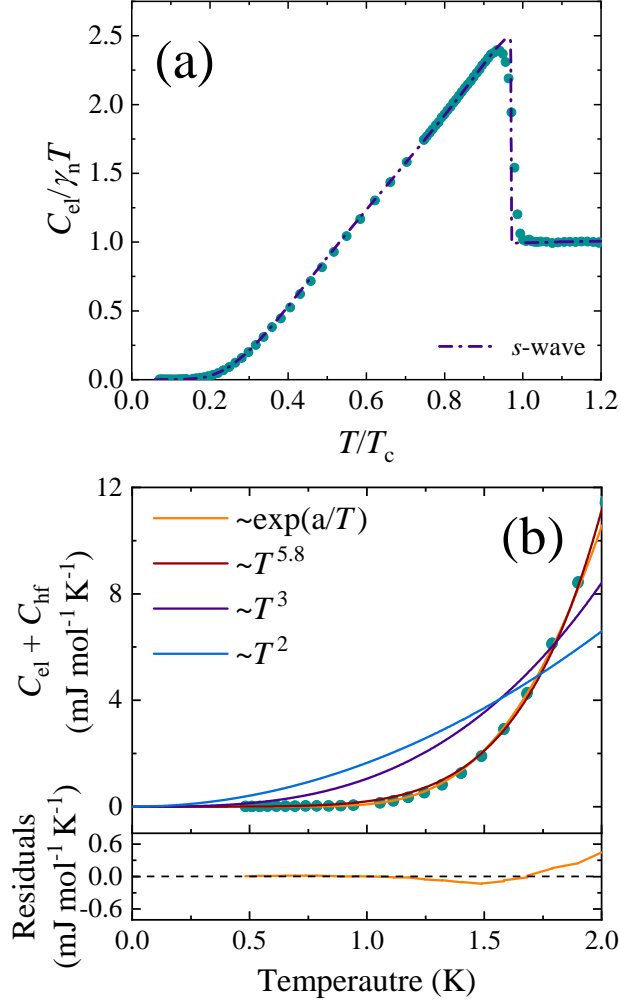 (a)
C_el/γ_nT
2.5
2.0
1.5
1.0
0.5
0.0
s-wave
0.0 0.2 0.4 0.6 0.8 1.0 1.2
T/T_c
(b)
C_el + C_hf
(mJ mol⁻¹ K⁻¹)
12
8
4
0
~exp(a/T)
~T^5.8
~T^3
~T^2
Residuals
(mJ mol⁻¹ K⁻¹)
0.6
0.0
-0.6
0.0 0.5 1.0 1.5 2.0
Temperautre (K)